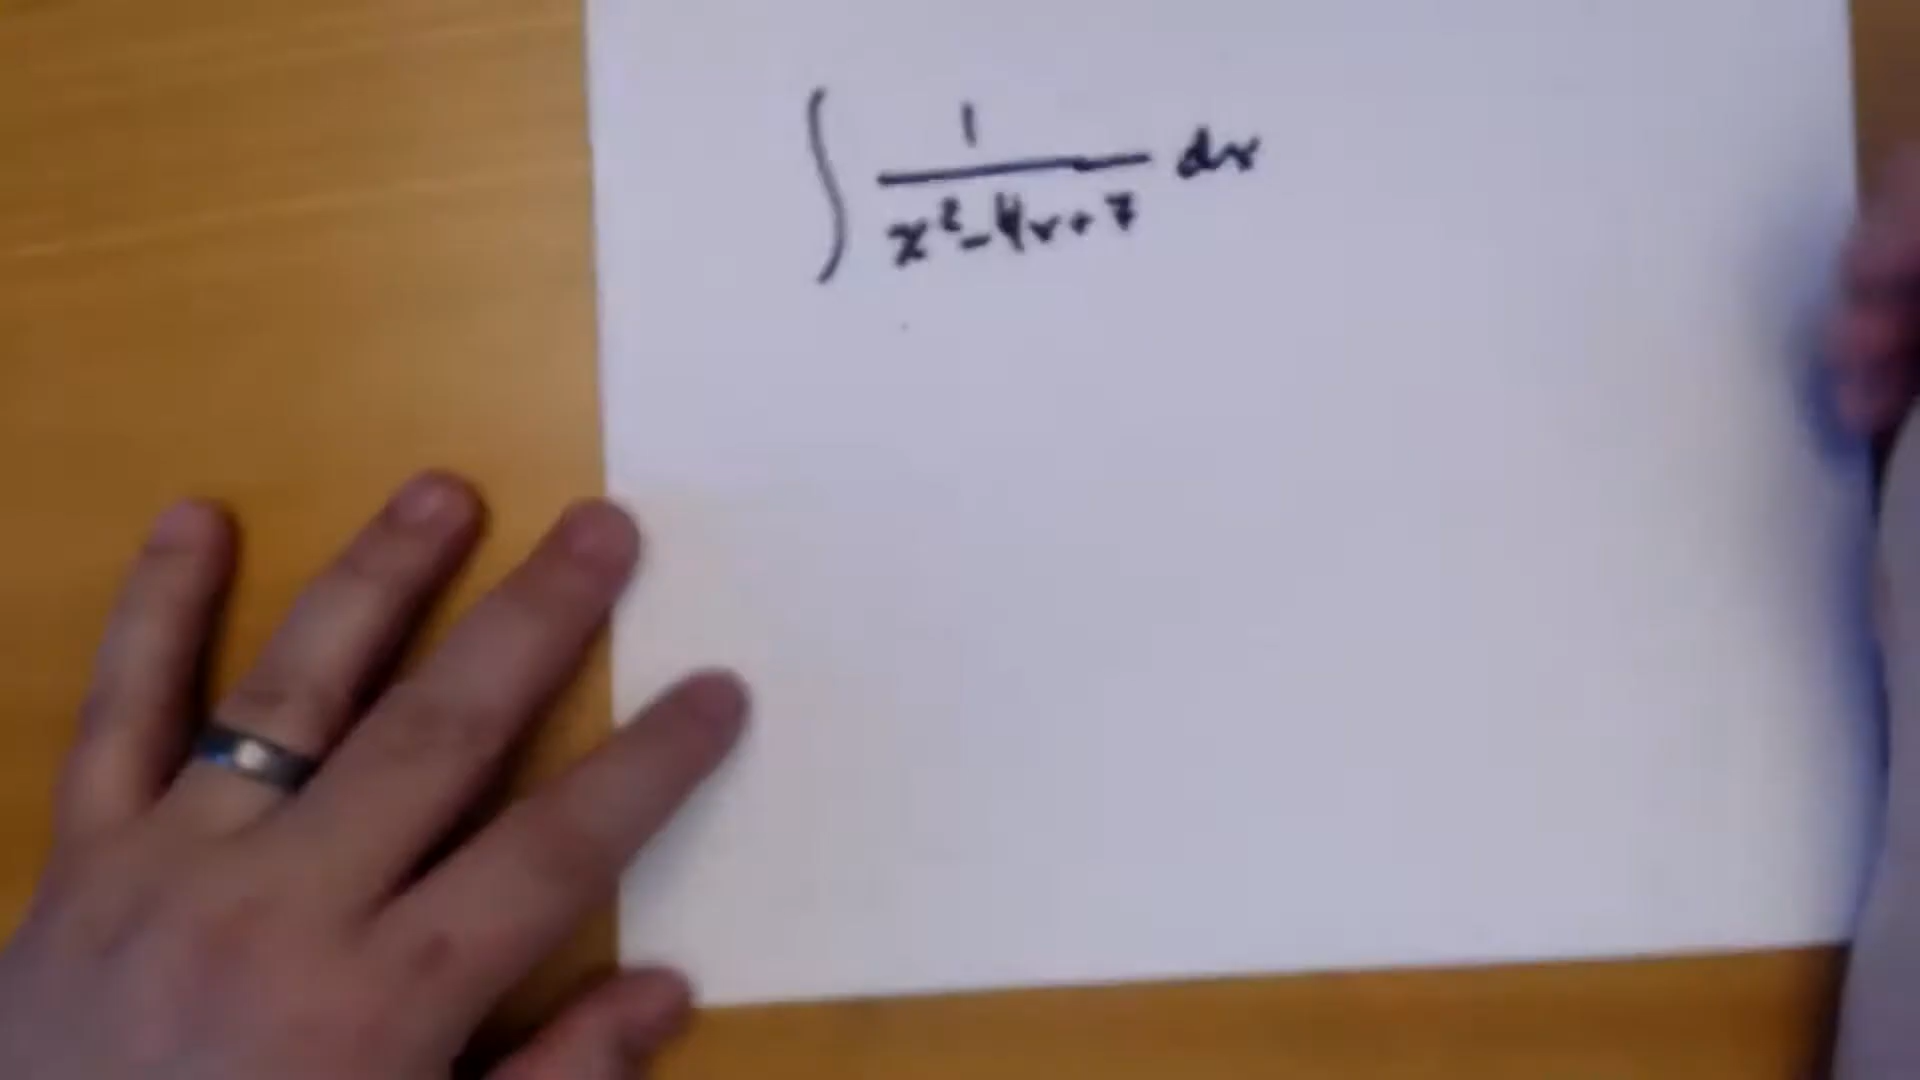 ∫ 1/(x²-4x+7) dx